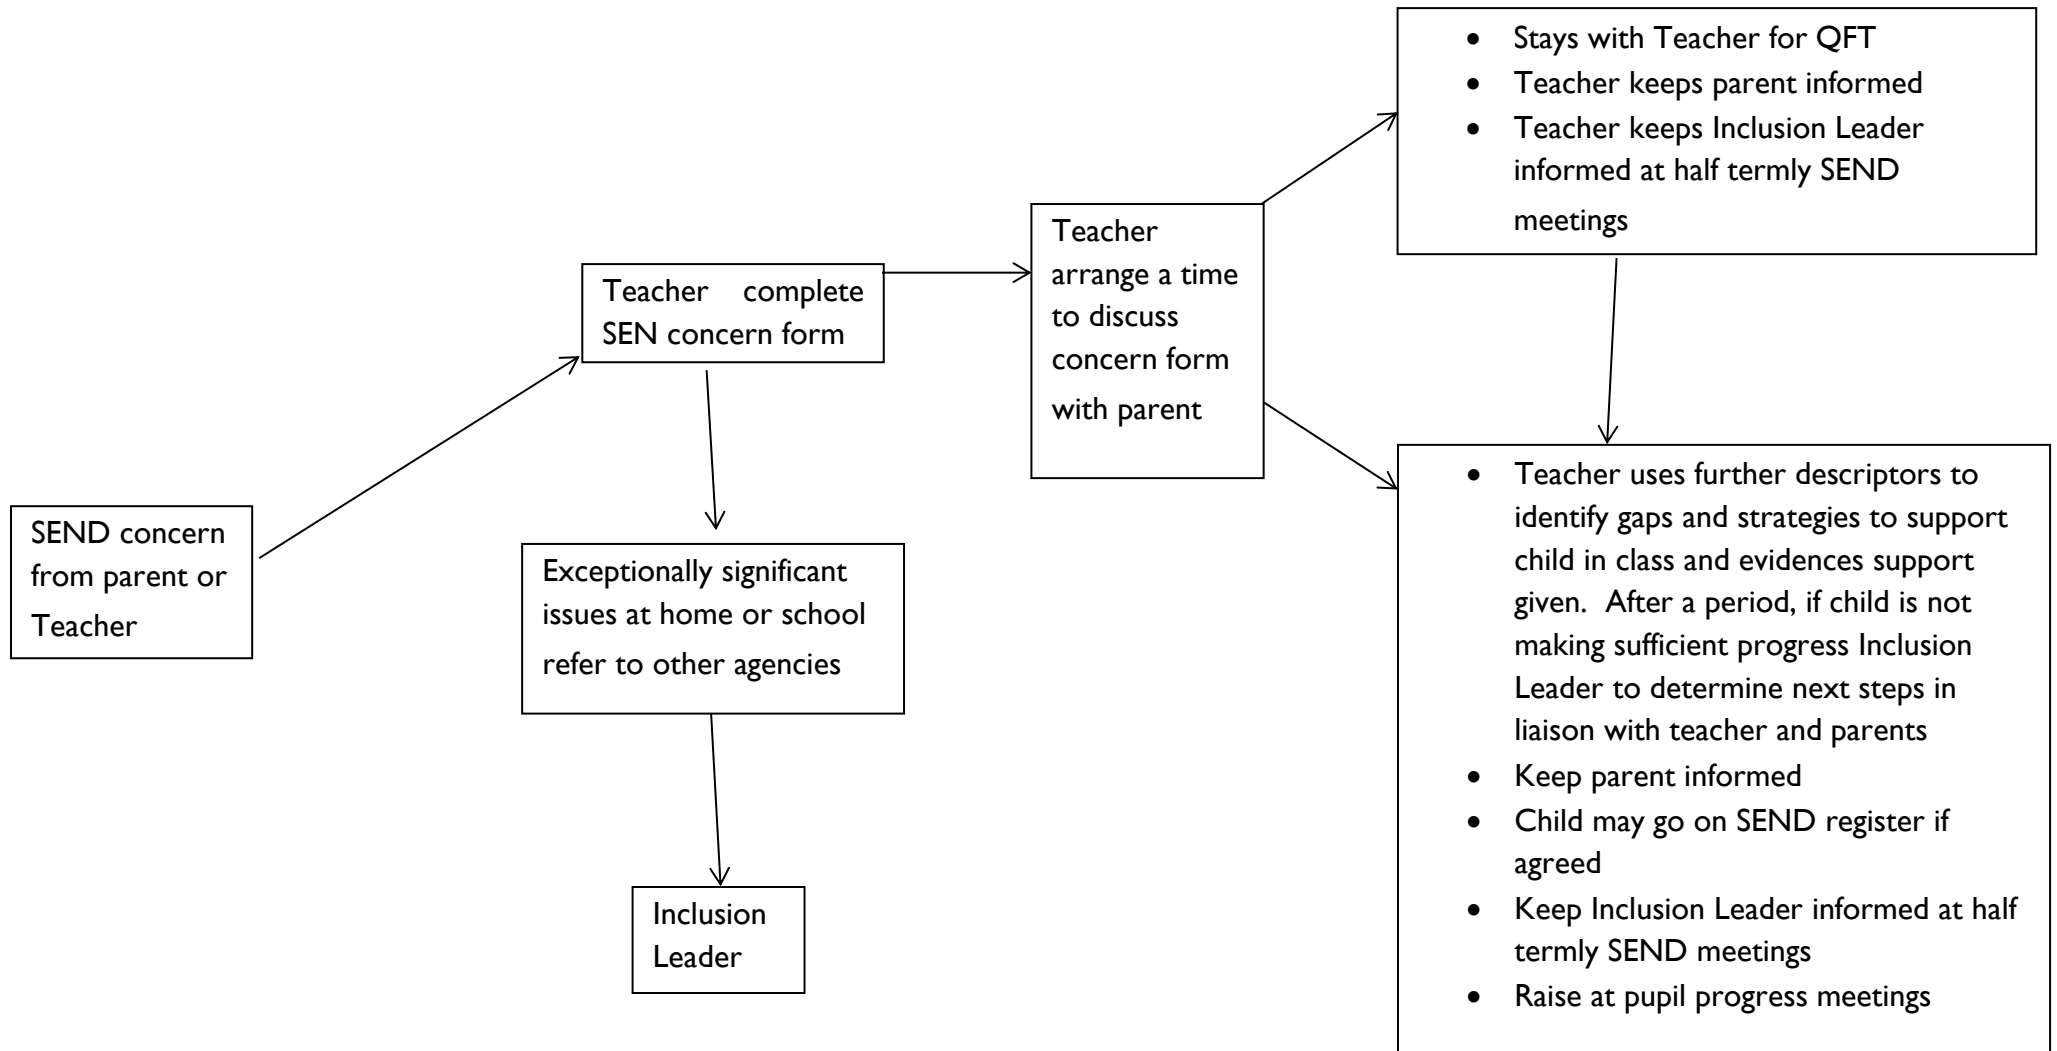 SEND concern
from parent or
Teacher
Teacher complete
SEN concern form
Exceptionally significant
issues at home or school
refer to other agencies
Inclusion
Leader
Teacher
arrange a time
to discuss
concern form
with parent
• Stays with Teacher for QFT
• Teacher keeps parent informed
• Teacher keeps Inclusion Leader
informed at half termly SEND
meetings
• Teacher uses further descriptors to
identify gaps and strategies to support
child in class and evidences support
given. After a period, if child is not
making sufficient progress Inclusion
Leader to determine next steps in
liaison with teacher and parents
• Keep parent informed
• Child may go on SEND register if
agreed
• Keep Inclusion Leader informed at half
termly SEND meetings
• Raise at pupil progress meetings